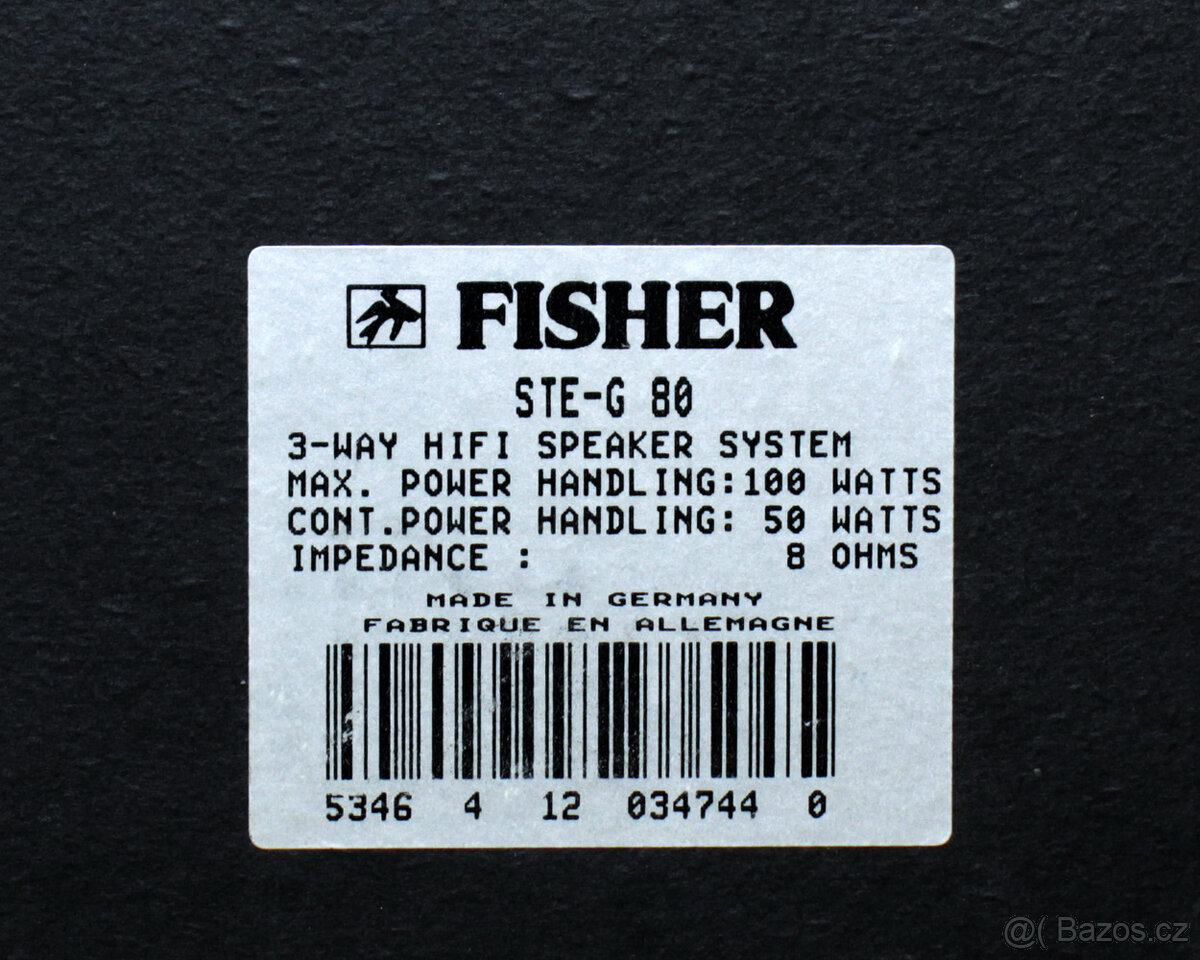 FISHER
STE-G 80
3-WAY HIFI SPEAKER SYSTEM
MAX. POWER HANDLING:100 WATTS
CONT.POWER HANDLING: 50 WATTS
IMPEDANCE : 8 OHMS
MADE IN GERMANY
FABRIQUE EN ALLEMAGNE
5346 4 12 034744 0
@( Bazos.cz